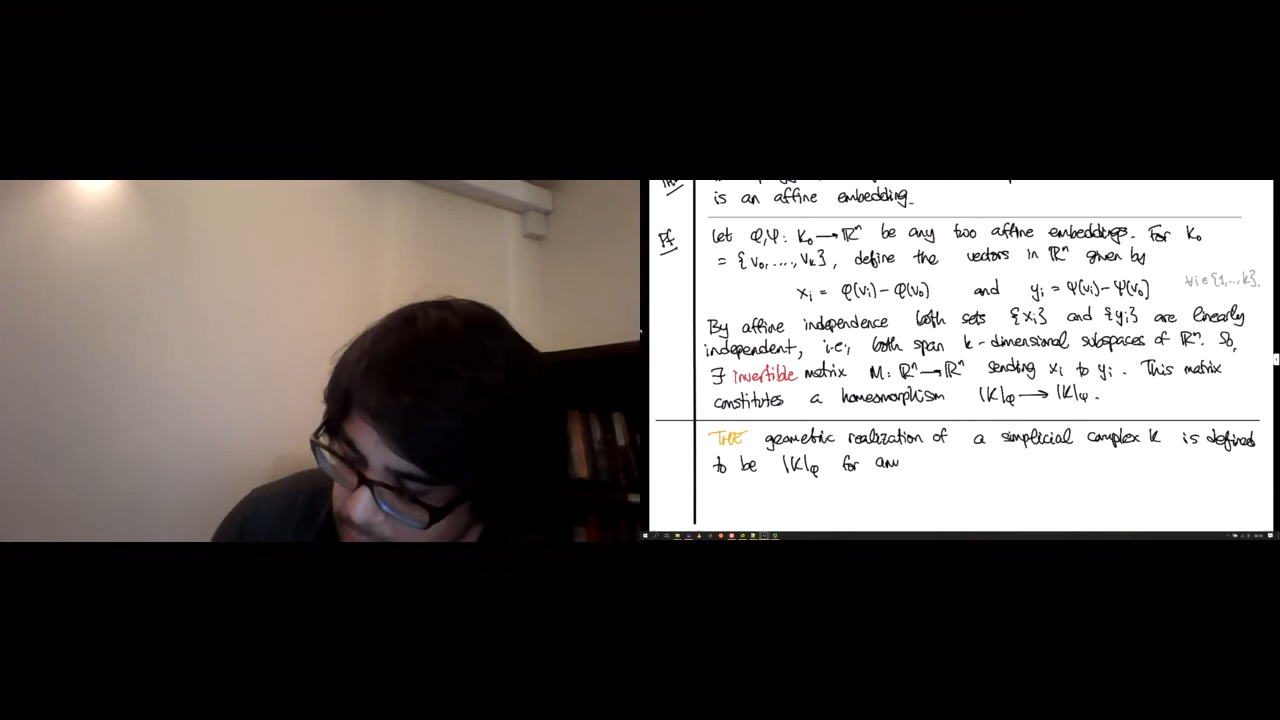 is an affine embedding.
Pf
Let φ,ψ: K₀ → ℝⁿ be any two affine embeddings. For K₀
= {v₀, ..., vₖ}, define the vectors in ℝⁿ given by
xᵢ = φ(vᵢ) - φ(v₀) and yᵢ = ψ(vᵢ) - ψ(v₀) ∀i∈{1,...,k}.
By affine independence both sets {xᵢ} and {yᵢ} are linearly
independent, i.e., both span k-dimensional subspaces of ℝⁿ. So,
∃ invertible matrix M: ℝⁿ → ℝⁿ sending xᵢ to yᵢ. This matrix
constitutes a homeomorphism |K|φ → |K|ψ.
THE geometric realization of a simplicial complex K is defined
to be |K|φ for any